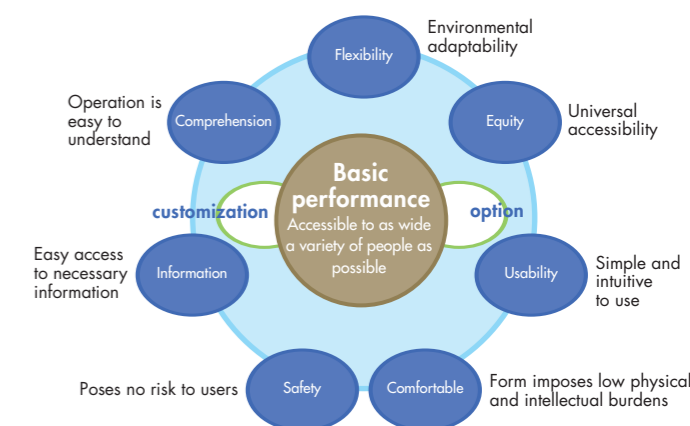 Flexibility
Environmental
adaptability
Equity
Universal
accessibility
Usability
Simple and
intuitive
to use
Comfortable
Form imposes low physical
and intellectual burdens
Safety
Poses no risk to users
Information
Easy access
to necessary
information
Comprehension
Operation is
easy to
understand
customization
Basic
performance
Accessible to as wide
a variety of people as
possible
option